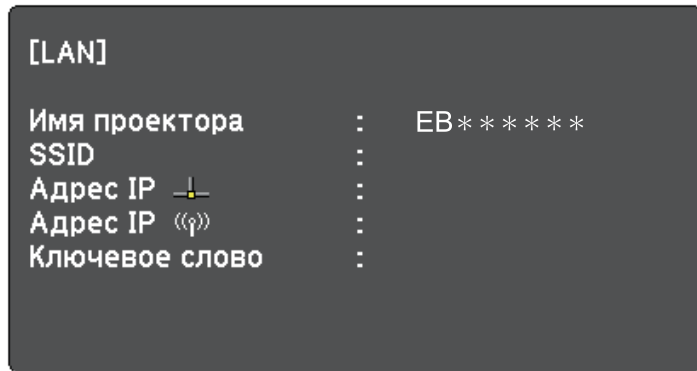 [LAN]
Имя проектора : EB******
SSID :
Адрес IP :
Адрес IP :
Ключевое слово :